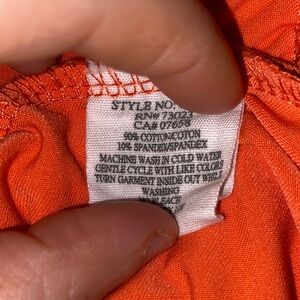 STYLE NO.
RN# 73023
CA# 07658
90% COTTON/COTON
10% SPANDEX/SPANDEX
MACHINE WASH IN COLD WATER
GENTLE CYCLE WITH LIKE COLORS
TURN GARMENT INSIDE OUT WHILE
WASHING